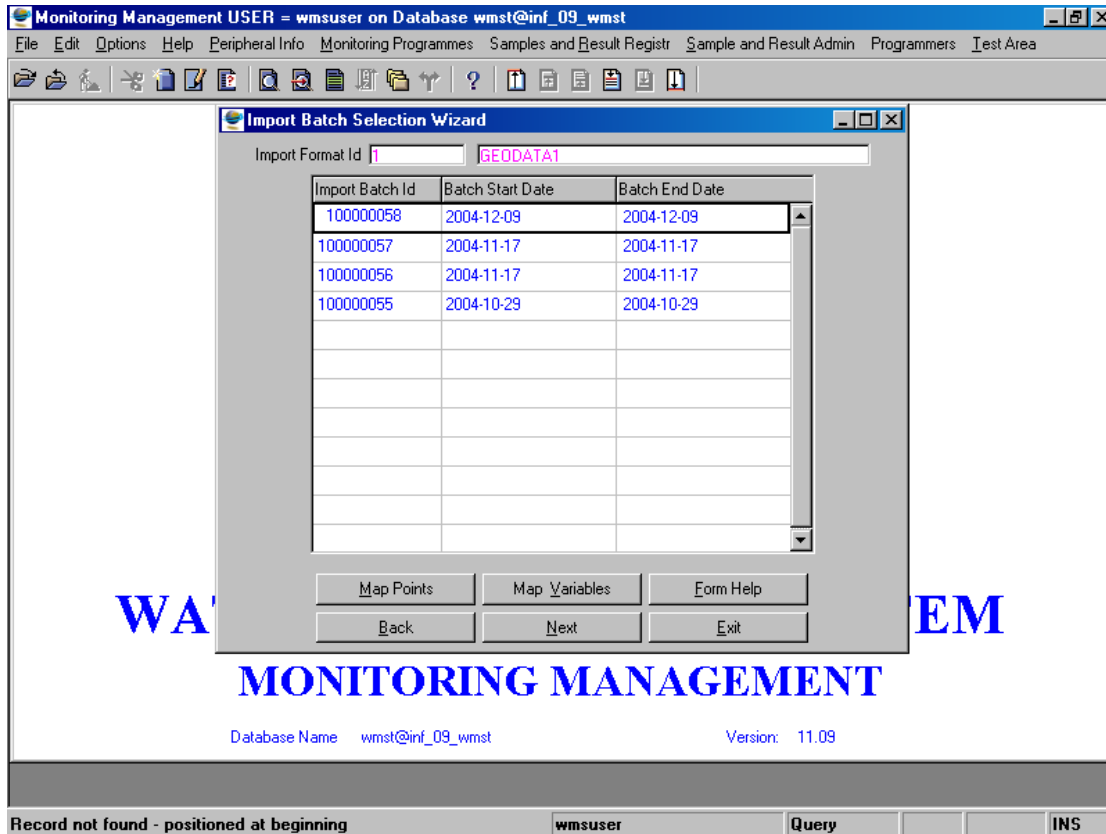 Monitoring Management USER = wmsuser on Database wmst@inf_09_wmst
File Edit Options Help Peripheral Info Monitoring Programmes Samples and Result Registr Sample and Result Admin Programmers Test Area
Import Batch Selection Wizard
Import Format Id 1 GEODATA1
Import Batch Id Batch Start Date Batch End Date
100000058 2004-12-09 2004-12-09
100000057 2004-11-17 2004-11-17
100000056 2004-11-17 2004-11-17
100000055 2004-10-29 2004-10-29
Map Points Map Variables Form Help
Back Next Exit
WA TEM
MONITORING MANAGEMENT
Database Name wmst@inf_09_wmst Version: 11.09
Record not found - positioned at beginning wmsuser Query INS